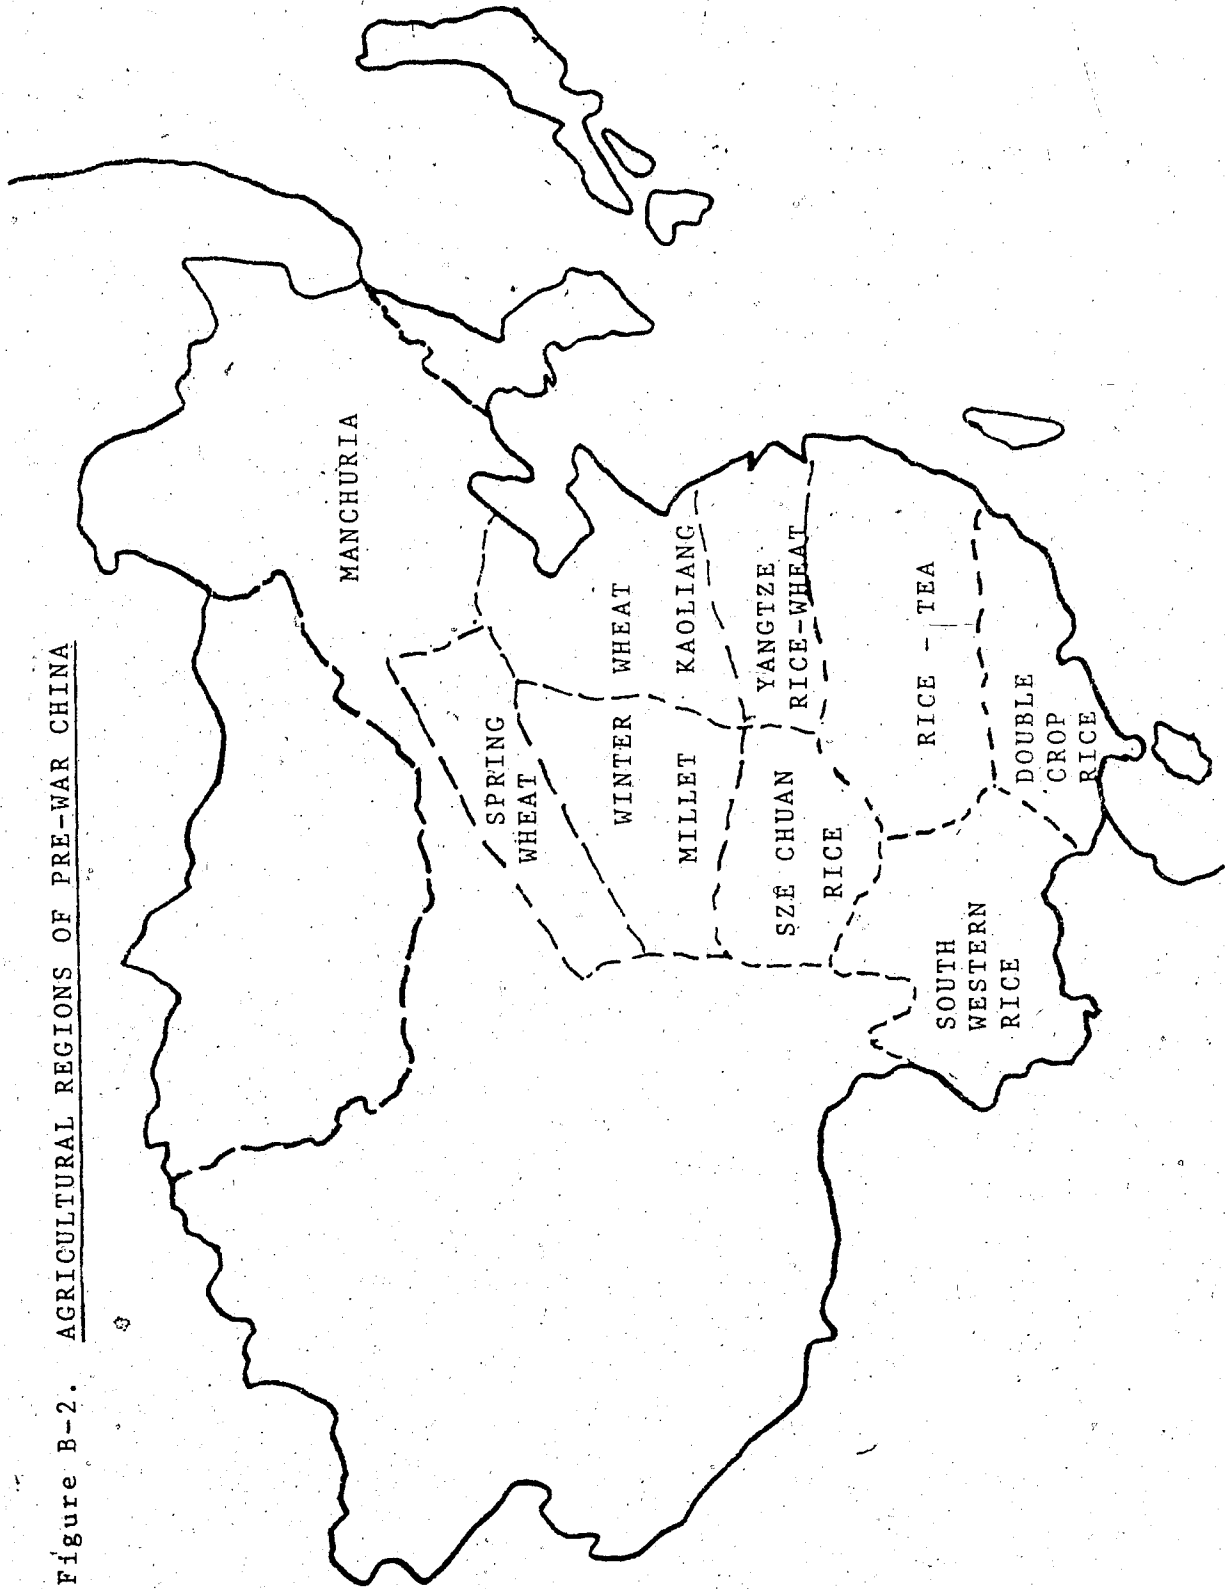 Figure B-2. AGRICULTURAL REGIONS OF PRE-WAR CHINA
MANCHURIA
SPRING
WHEAT
WINTER WHEAT
MILLET KAOLIANG
SZE CHUAN
RICE
YANGTZE
RICE-WHEAT
RICE - TEA
SOUTH
WESTERN
RICE
DOUBLE
CROP
RICE